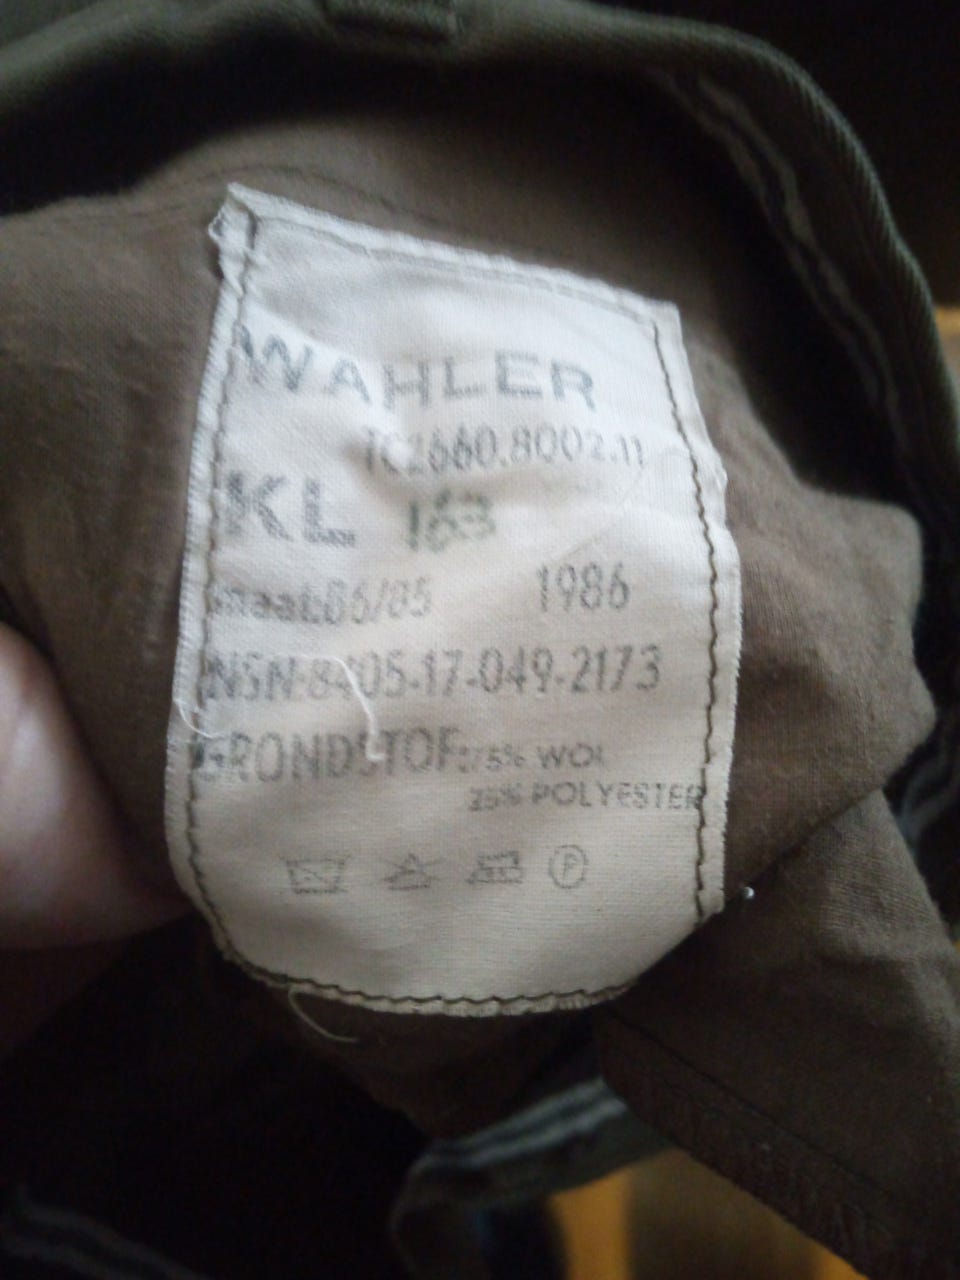 WAHLER
TC2660.8002.11
KL 163
maat:86/85 1986
NSN-8405-17-049-2173
GRONDSTOF: 75% WOL
25% POLYESTER
P